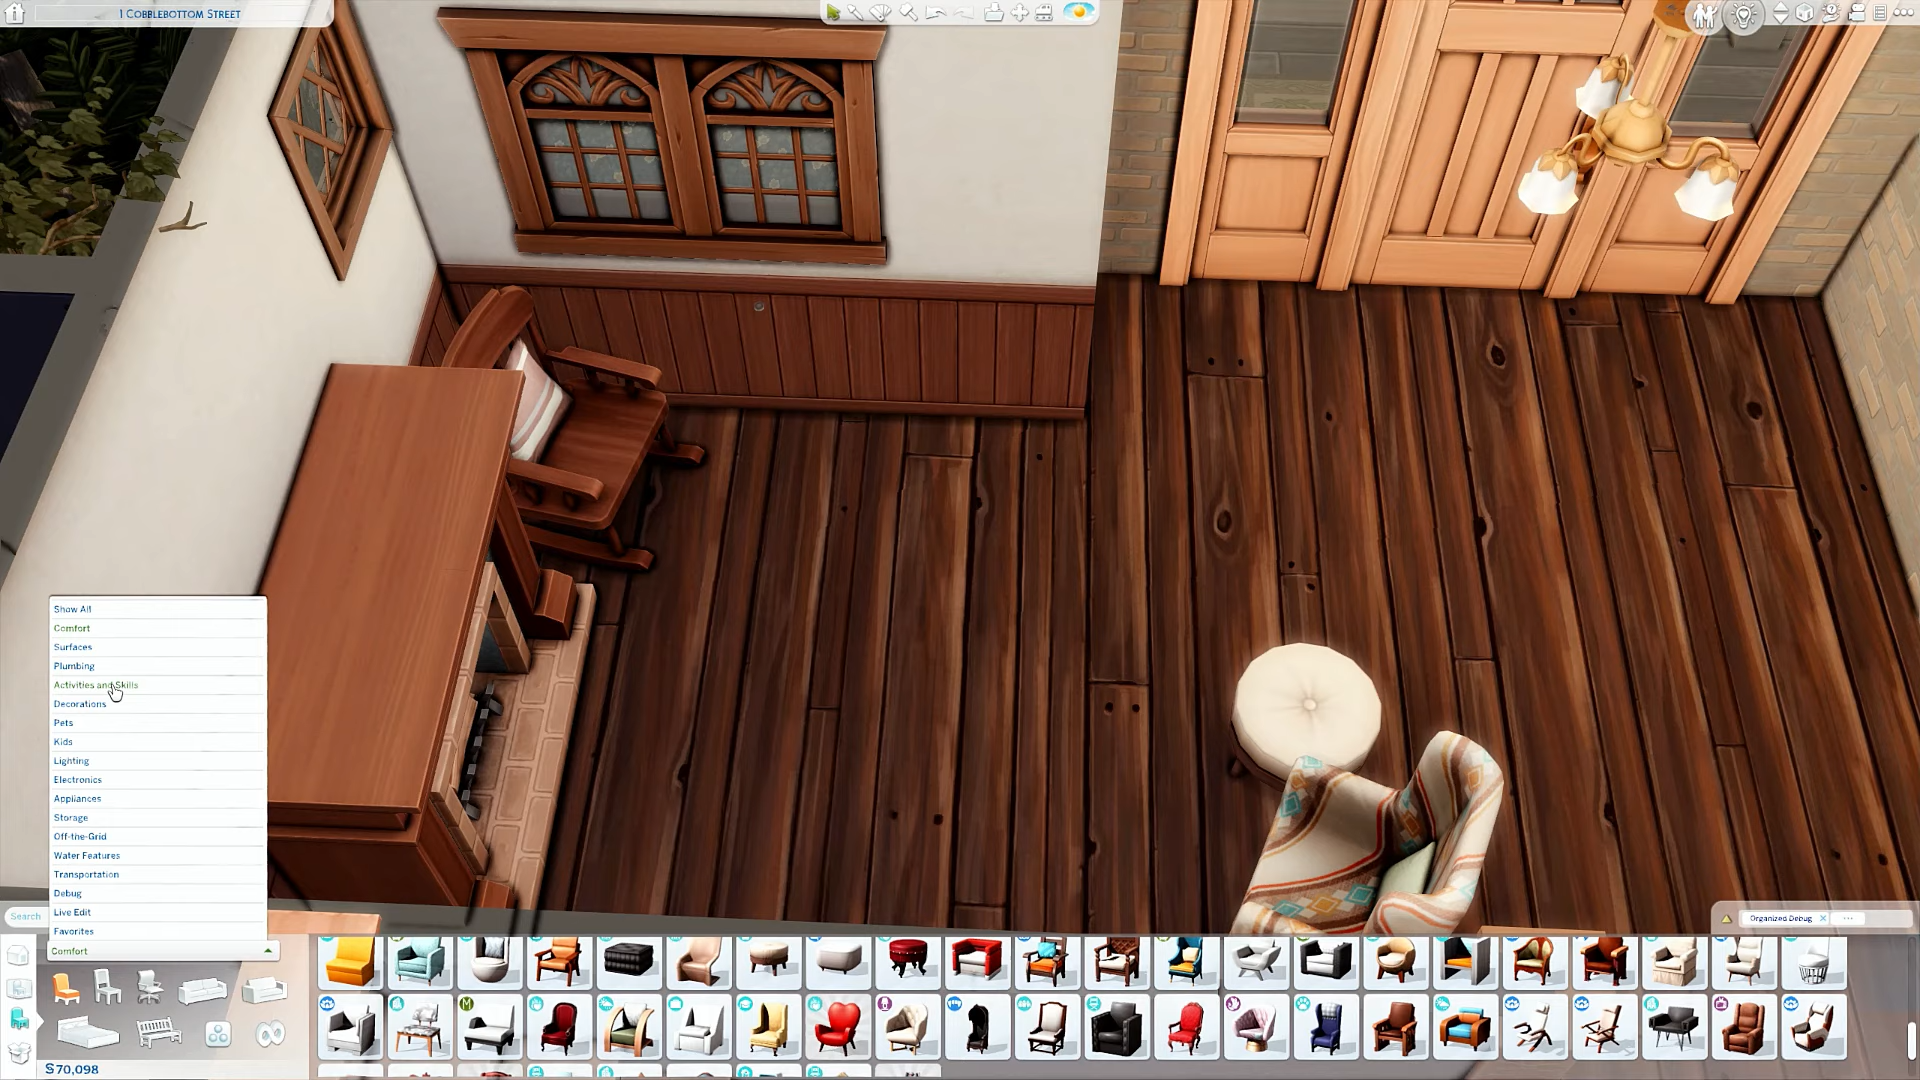 1 Cobblebottom Street
Show All
Comfort
Surfaces
Plumbing
Activities and Skills
Decorations
Pets
Kids
Lighting
Electronics
Appliances
Storage
Off-the-Grid
Water Features
Transportation
Debug
Live Edit
Favorites
Search
Organized Debug
Comfort
M
§70,098